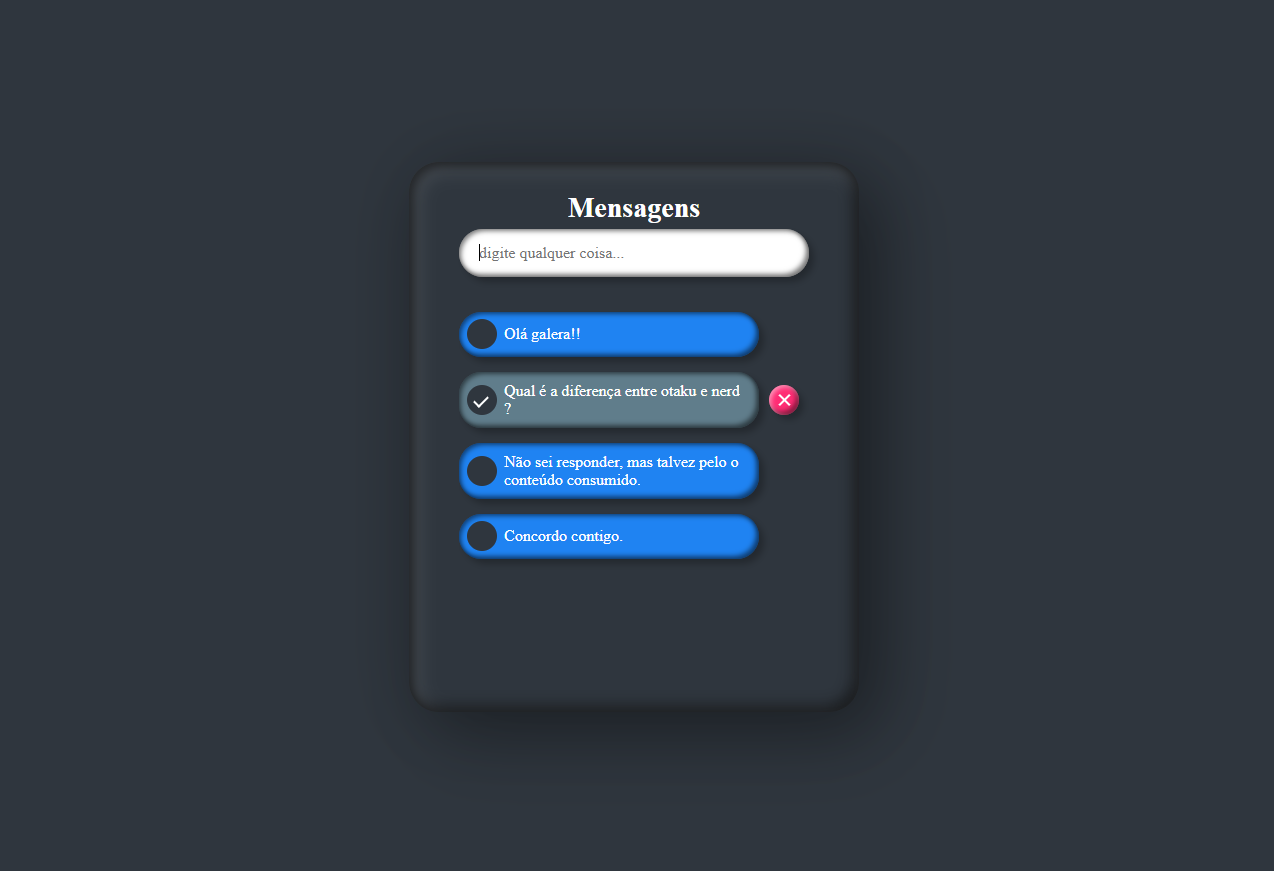 Mensagens
digite qualquer coisa...
Olá galera!!
Qual é a diferença entre otaku e nerd
?
Não sei responder, mas talvez pelo o
conteúdo consumido.
Concordo contigo.